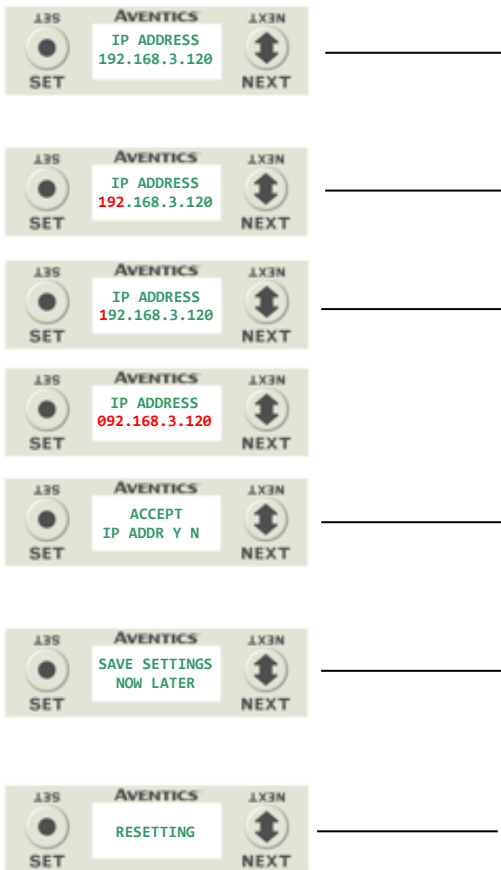 SET AVENTICS NEXT
IP ADDRESS
192.168.3.120
SET NEXT
SET AVENTICS NEXT
IP ADDRESS
192.168.3.120
SET NEXT
SET AVENTICS NEXT
IP ADDRESS
192.168.3.120
SET NEXT
SET AVENTICS NEXT
IP ADDRESS
092.168.3.120
SET NEXT
SET AVENTICS NEXT
ACCEPT
IP ADDR Y N
SET NEXT
SET AVENTICS NEXT
SAVE SETTINGS
NOW LATER
SET NEXT
SET AVENTICS NEXT
RESETTING
SET NEXT